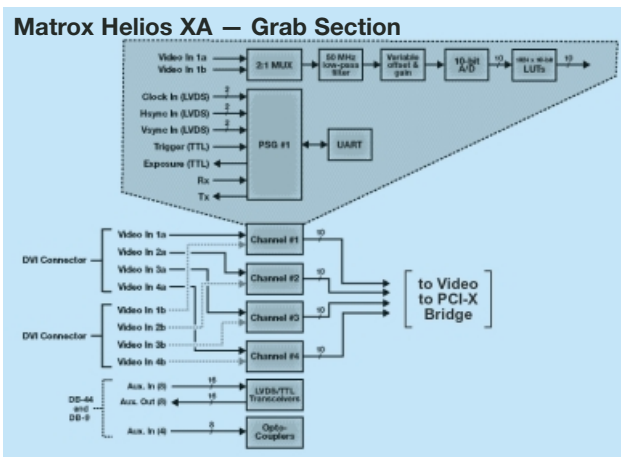 Matrox Helios XA — Grab Section
Video In 1a
Video In 1b
2:1 MUX
50 MHz
low-pass
filter
Variable
offset &
gain
10-bit
A/D
10
LUTs
10
Clock In (LVDS)
2
Hsync In (LVDS)
2
Vsync In (LVDS)
2
Trigger (TTL)
Exposure (TTL)
Rx
Tx
PSG #1
UART
DVI Connector
Video In 1a
Video In 2a
Video In 3a
Video In 4a
DVI Connector
Video In 1b
Video In 2b
Video In 3b
Video In 4b
Channel #1
10
Channel #2
10
Channel #3
10
Channel #4
10
to Video
to PCI-X
Bridge
DB-44
and
DB-9
Aux. In (8)
16
Aux. Out (8)
16
LVDS/TTL
Transceivers
Aux. In (4)
8
Opto-
Couplers